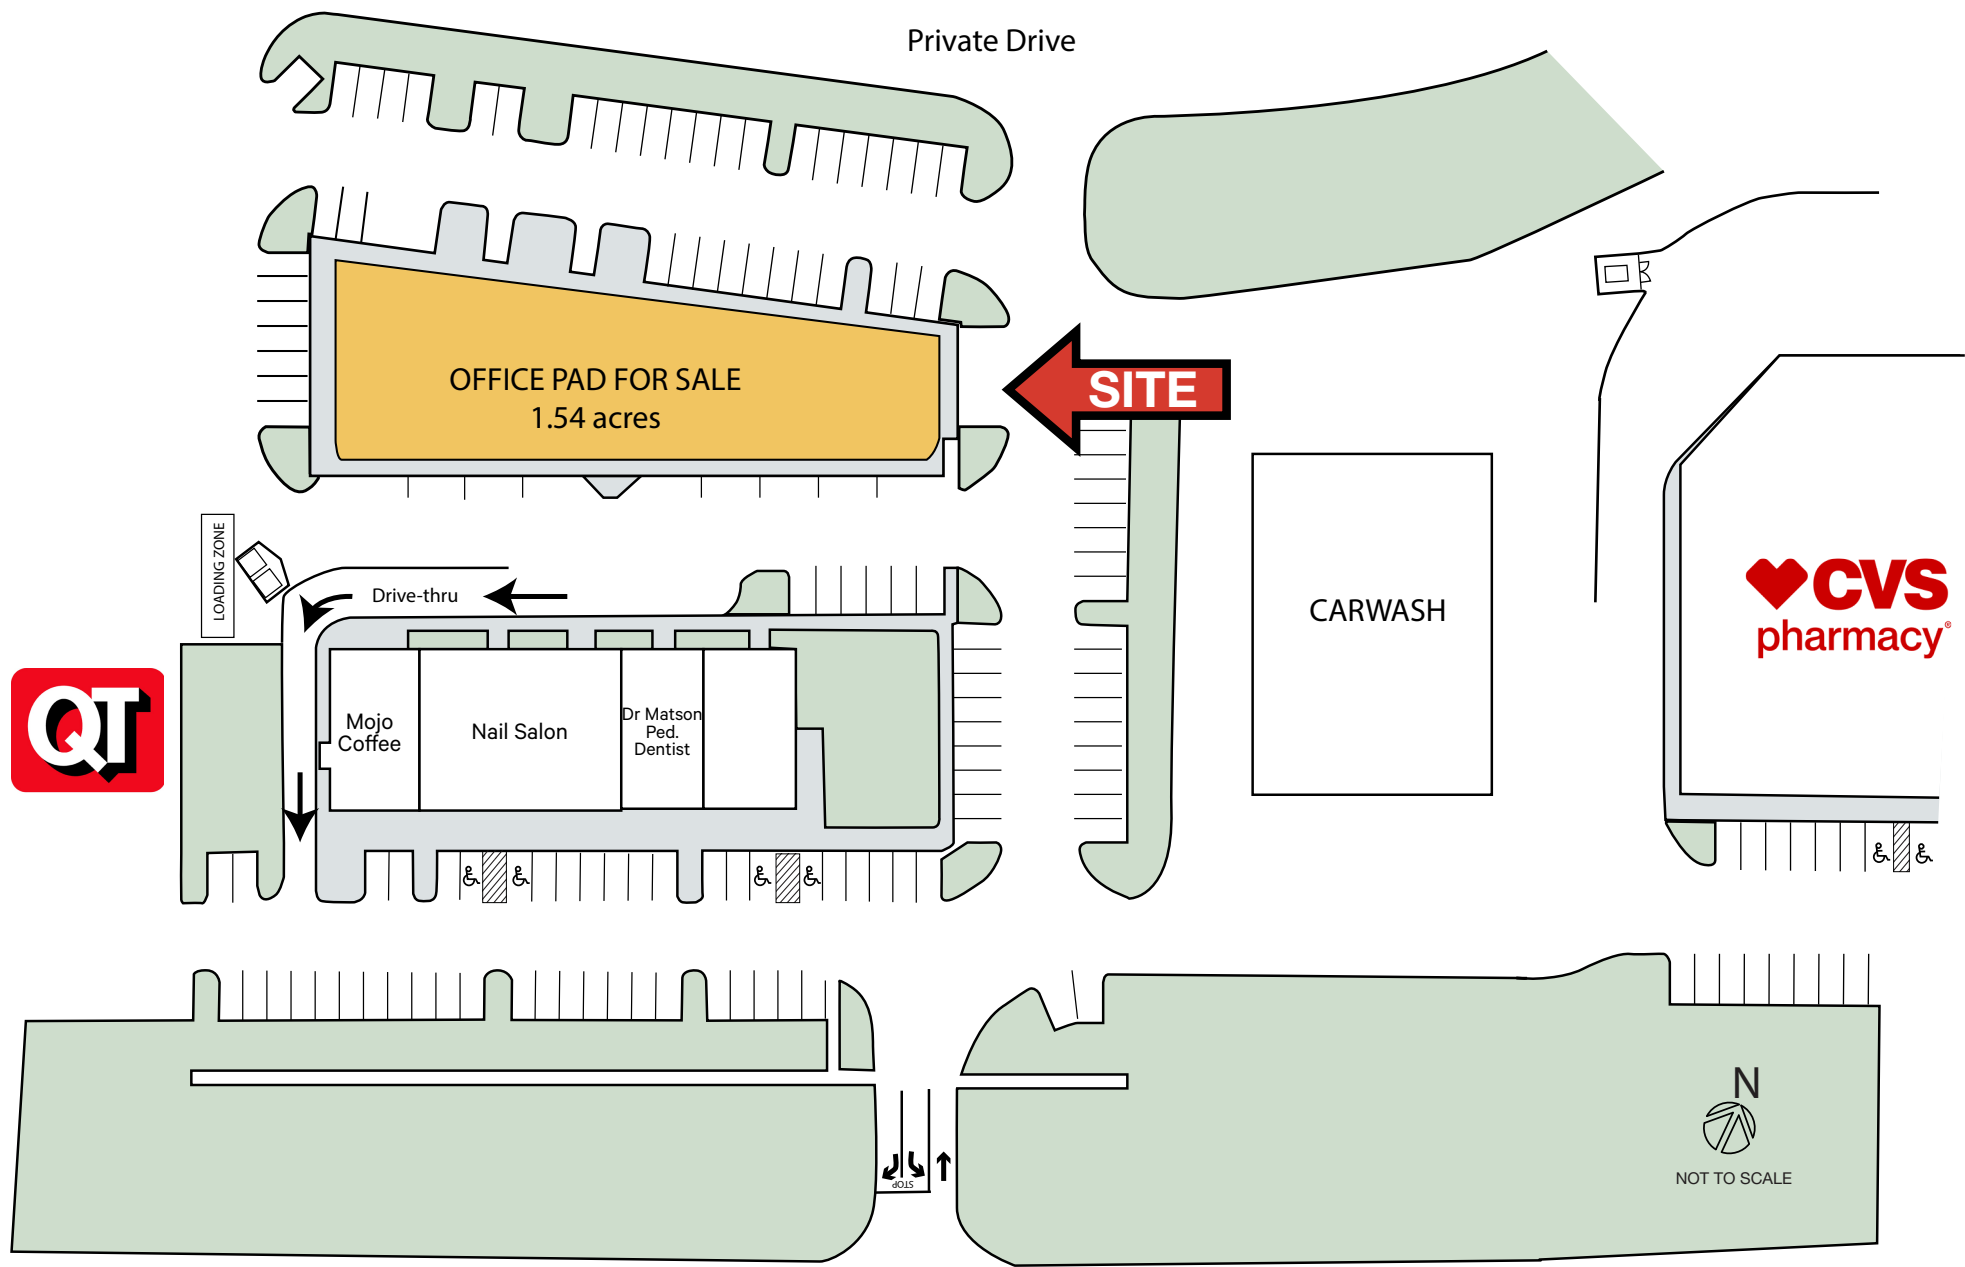 Private Drive
OFFICE PAD FOR SALE
1.54 acres
SITE
LOADING ZONE
Drive-thru
CARWASH
CVS
pharmacy®
QT
Mojo
Coffee
Nail Salon
Dr Matson
Ped.
Dentist
STOP
N
NOT TO SCALE